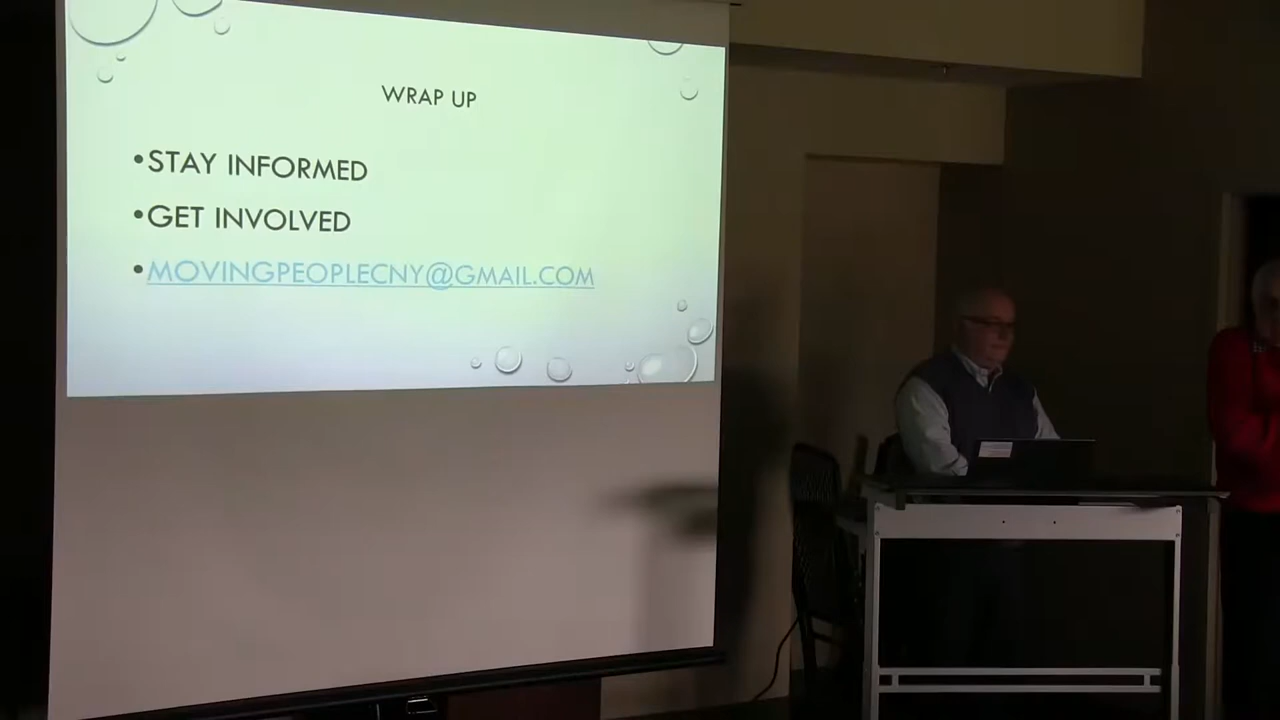 WRAP UP
•STAY INFORMED
•GET INVOLVED
•MOVINGPEOPLECNY@GMAIL.COM